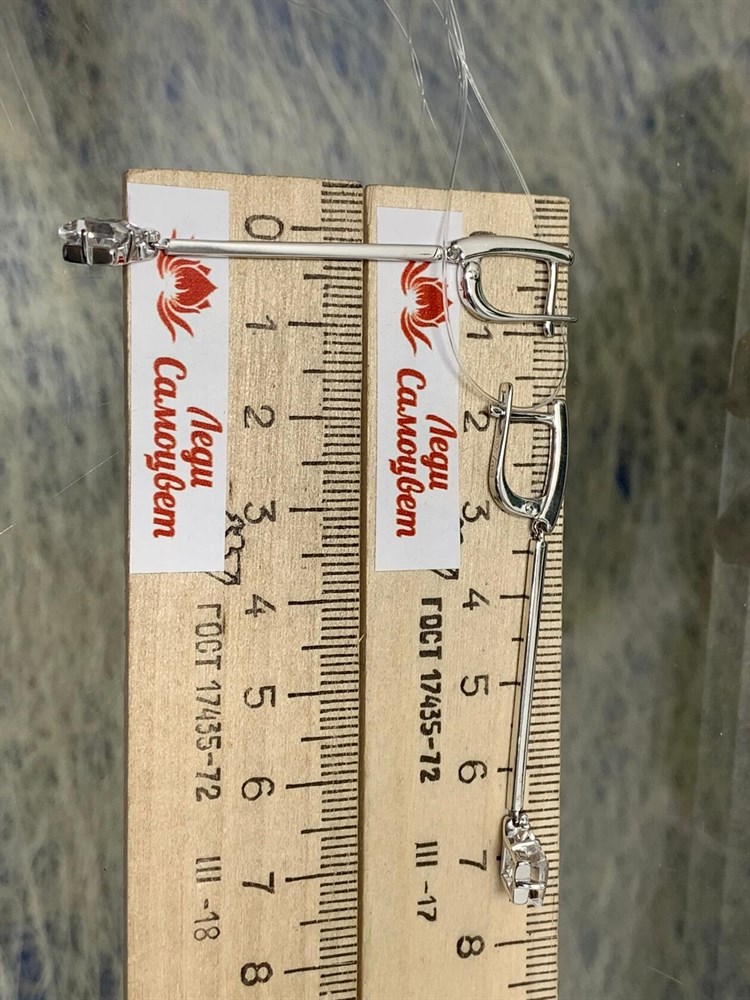 0
1
2
3
4
5
6
7
8
ГОСТ 17435-72
III -18
Леди
Самоцвет
1
2
3
4
5
6
7
8
ГОСТ 17435-72
III -17
Леди
Самоцвет